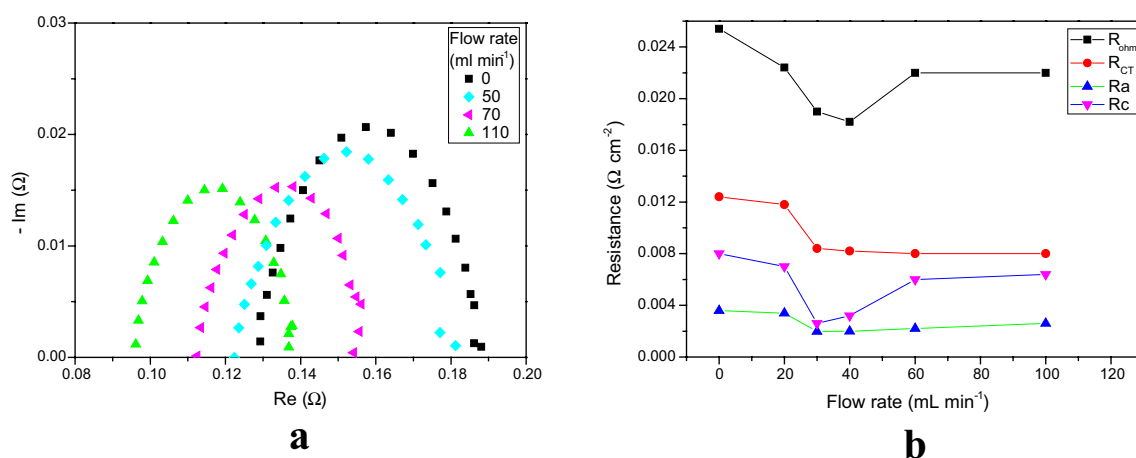 0.03
0.02
0.01
0.00
- Im (Ω)
Flow rate
(ml min⁻¹)
0
50
70
110
0.08 0.10 0.12 0.14 0.16 0.18 0.20
Re (Ω)
a
0.024
0.020
0.016
0.012
0.008
0.004
0.000
Resistance (Ω cm⁻²)
R_ohm
R_CT
Ra
Rc
0 20 40 60 80 100 120
Flow rate (mL min⁻¹)
b